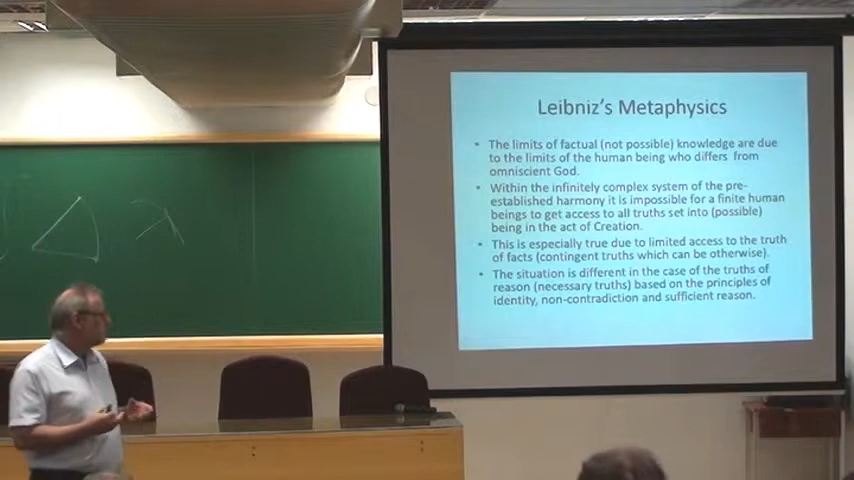 Leibniz's Metaphysics
• The limits of factual (not possible) knowledge are due
to the limits of the human being who differs from
omniscient God.
• Within the infinitely complex system of the pre-
established harmony it is impossible for a finite human
beings to get access to all truths set into (possible)
being in the act of Creation.
• This is especially true due to limited access to the truth
of facts (contingent truths which can be otherwise).
• The situation is different in the case of the truths of
reason (necessary truths) based on the principles of
identity, non-contradiction and sufficient reason.